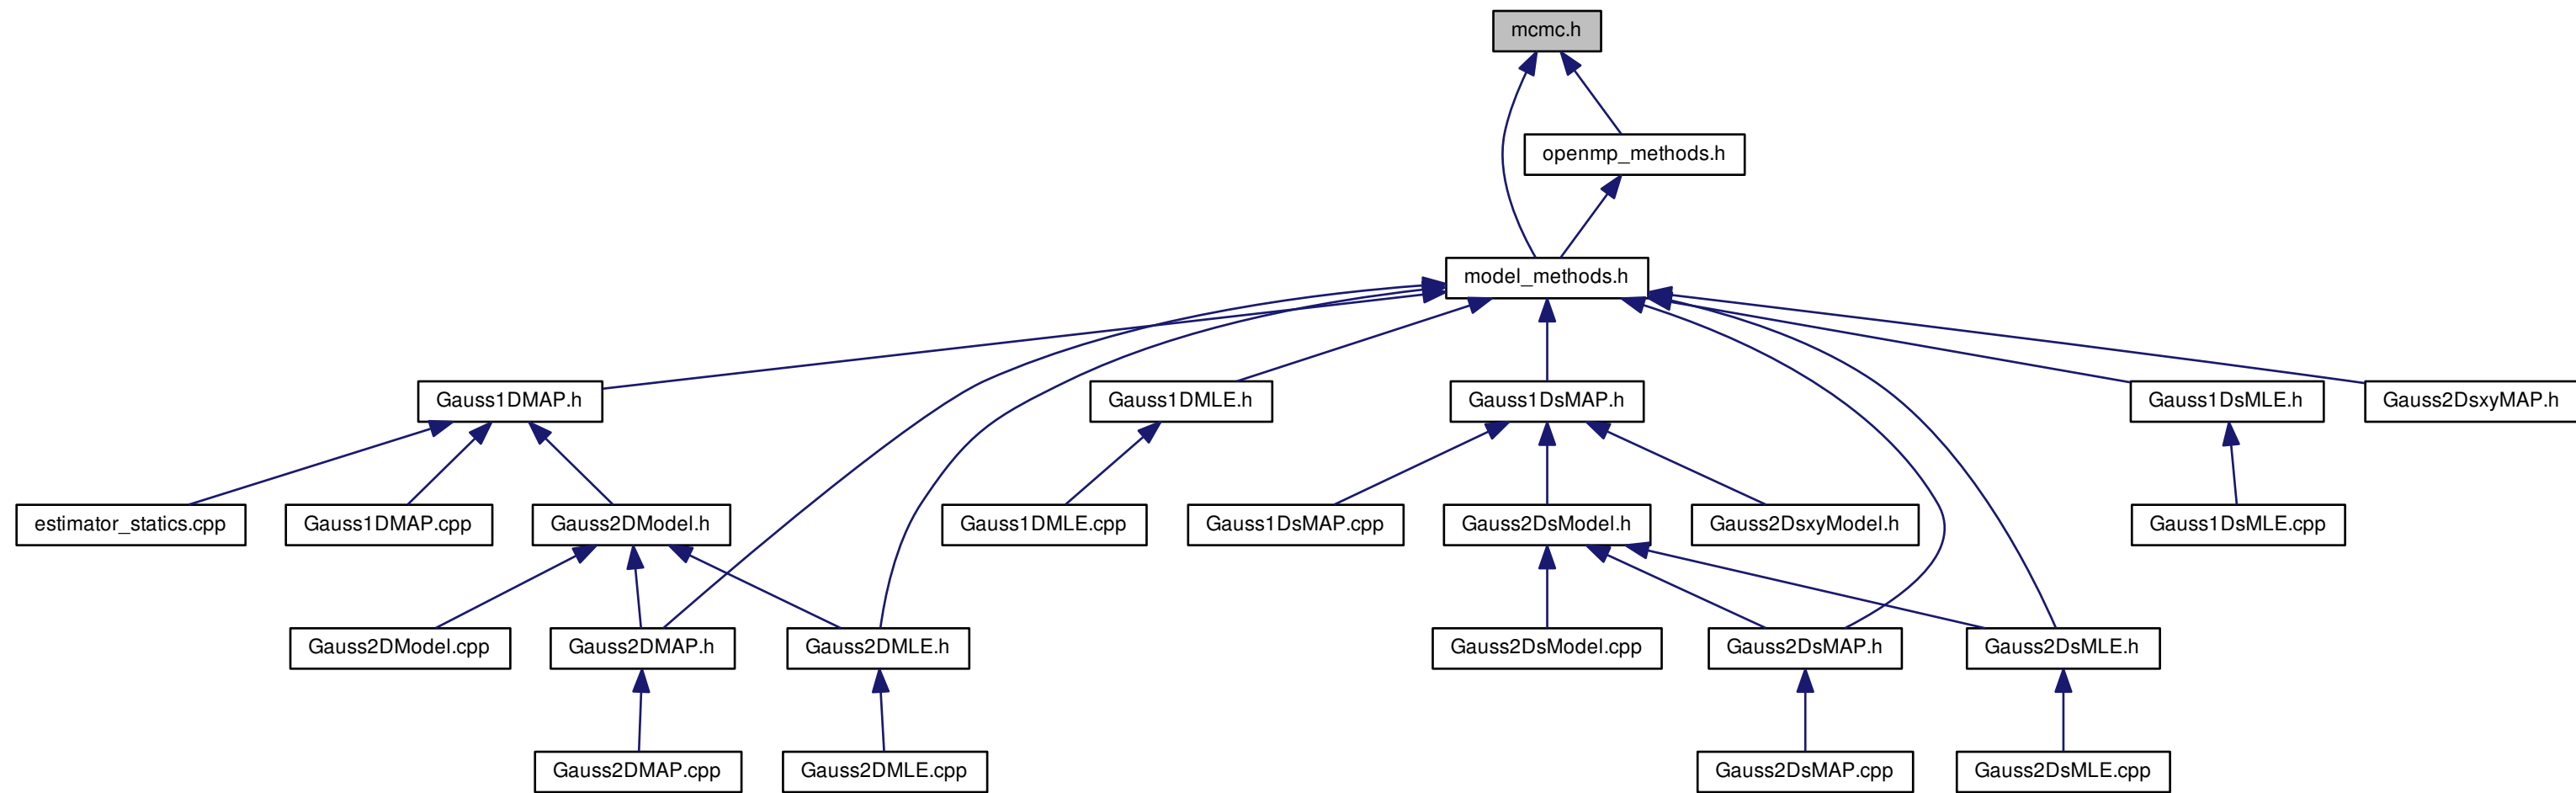 mcmc.h
openmp_methods.h
model_methods.h
Gauss1DMAP.h
Gauss1DMLE.h
Gauss1DsMAP.h
Gauss1DsMLE.h
Gauss2DsxyMAP.h
estimator_statics.cpp
Gauss1DMAP.cpp
Gauss2DModel.h
Gauss1DMLE.cpp
Gauss1DsMAP.cpp
Gauss2DsModel.h
Gauss2DsxyModel.h
Gauss1DsMLE.cpp
Gauss2DModel.cpp
Gauss2DMAP.h
Gauss2DMLE.h
Gauss2DsModel.cpp
Gauss2DsMAP.h
Gauss2DsMLE.h
Gauss2DMAP.cpp
Gauss2DMLE.cpp
Gauss2DsMAP.cpp
Gauss2DsMLE.cpp